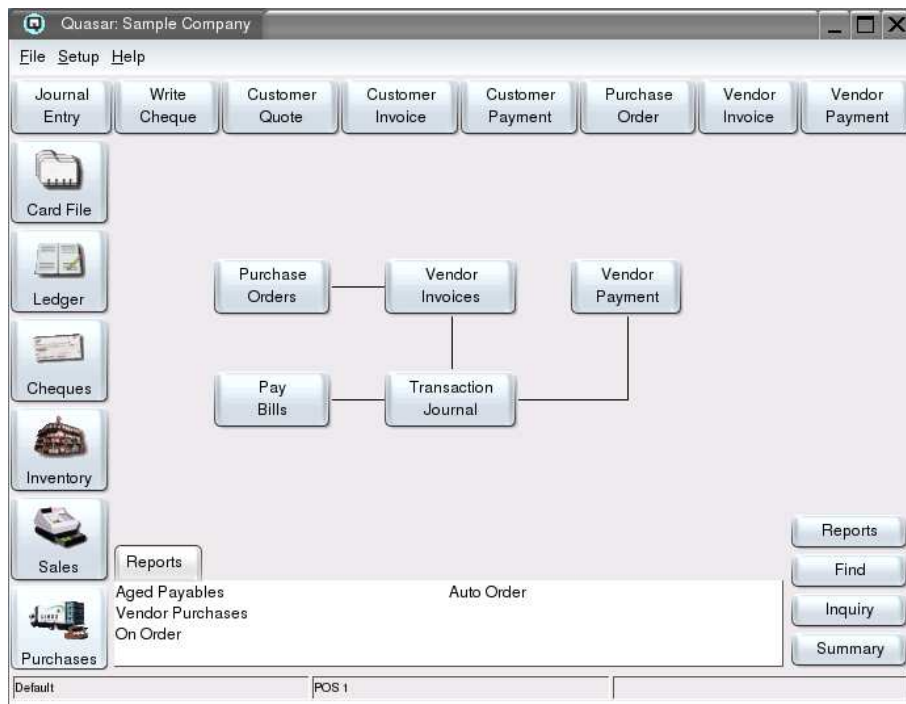 Quasar: Sample Company
File Setup Help
Journal Entry
Write Cheque
Customer Quote
Customer Invoice
Customer Payment
Purchase Order
Vendor Invoice
Vendor Payment
Card File
Ledger
Cheques
Inventory
Sales
Purchases
Purchase Orders
Vendor Invoices
Vendor Payment
Pay Bills
Transaction Journal
Reports
Aged Payables
Vendor Purchases
On Order
Auto Order
Reports
Find
Inquiry
Summary
Default
POS 1